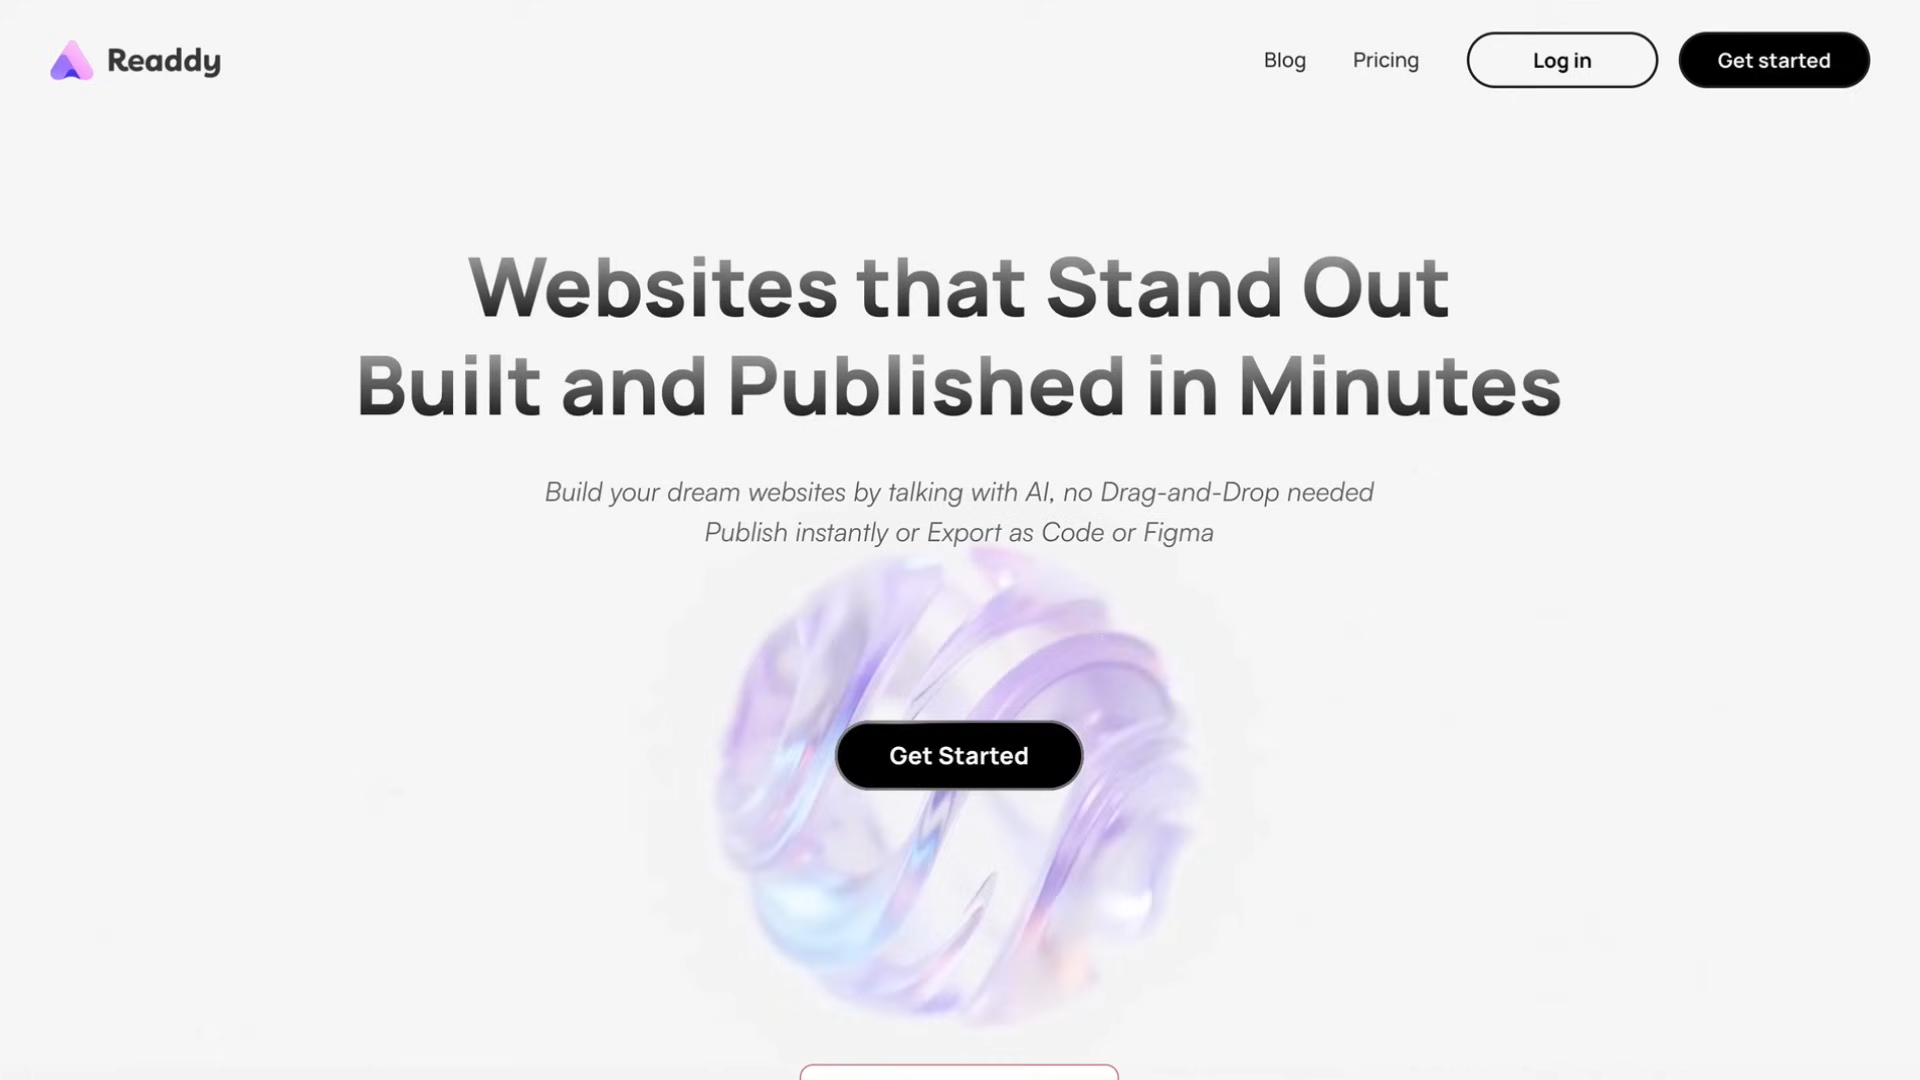 Readdy
Blog
Pricing
Log in
Get started
Websites that Stand Out
Built and Published in Minutes
Build your dream websites by talking with AI, no Drag-and-Drop needed
Publish instantly or Export as Code or Figma
Get Started